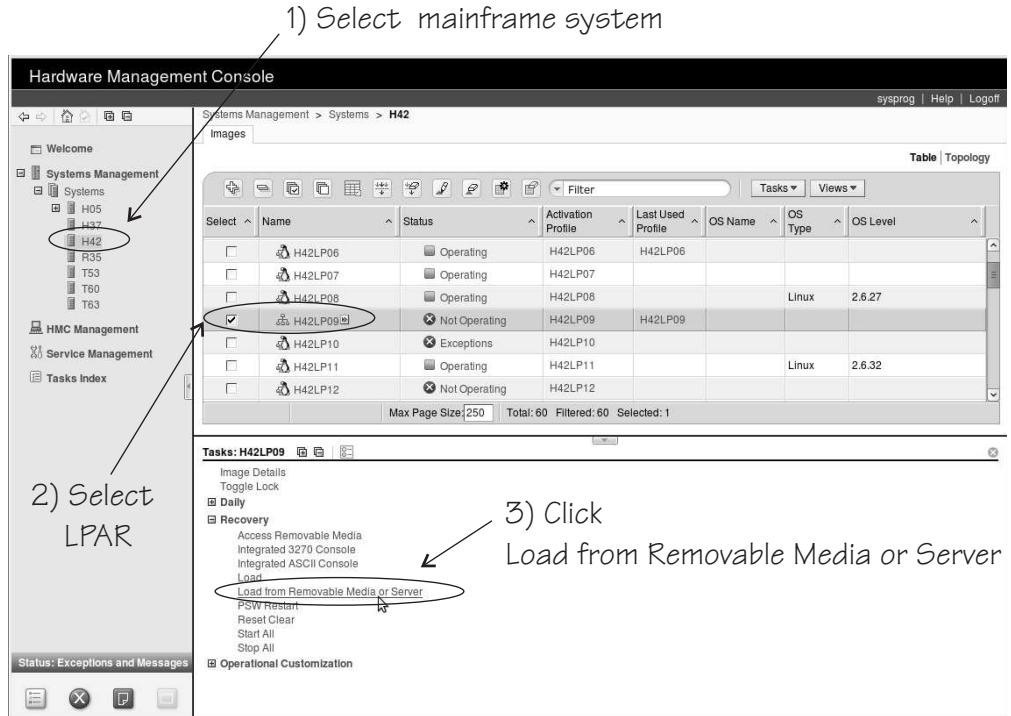 1) Select mainframe system
Hardware Management Console
sysprog | Help | Logoff
Systems Management > Systems > H42
Images
Welcome
Systems Management
Systems
H05
H37
H42
R35
T53
T60
T63
HMC Management
Service Management
Tasks Index
Table | Topology
Filter
Tasks Views
Select Name Status Activation Profile Last Used Profile OS Name OS Type OS Level
H42LP06 Operating H42LP06 H42LP06
H42LP07 Operating H42LP07
H42LP08 Operating H42LP08 Linux 2.6.27
H42LP09 Not Operating H42LP09 H42LP09
H42LP10 Exceptions H42LP10
H42LP11 Operating H42LP11 Linux 2.6.32
H42LP12 Not Operating H42LP12
Max Page Size: 250 Total: 60 Filtered: 60 Selected: 1
2) Select
LPAR
Tasks: H42LP09
Image Details
Toggle Lock
Daily
Recovery
Access Removable Media
Integrated 3270 Console
Integrated ASCII Console
Load
Load from Removable Media or Server
PSW Restart
Reset Clear
Start All
Stop All
Operational Customization
3) Click
Load from Removable Media or Server
Status: Exceptions and Messages